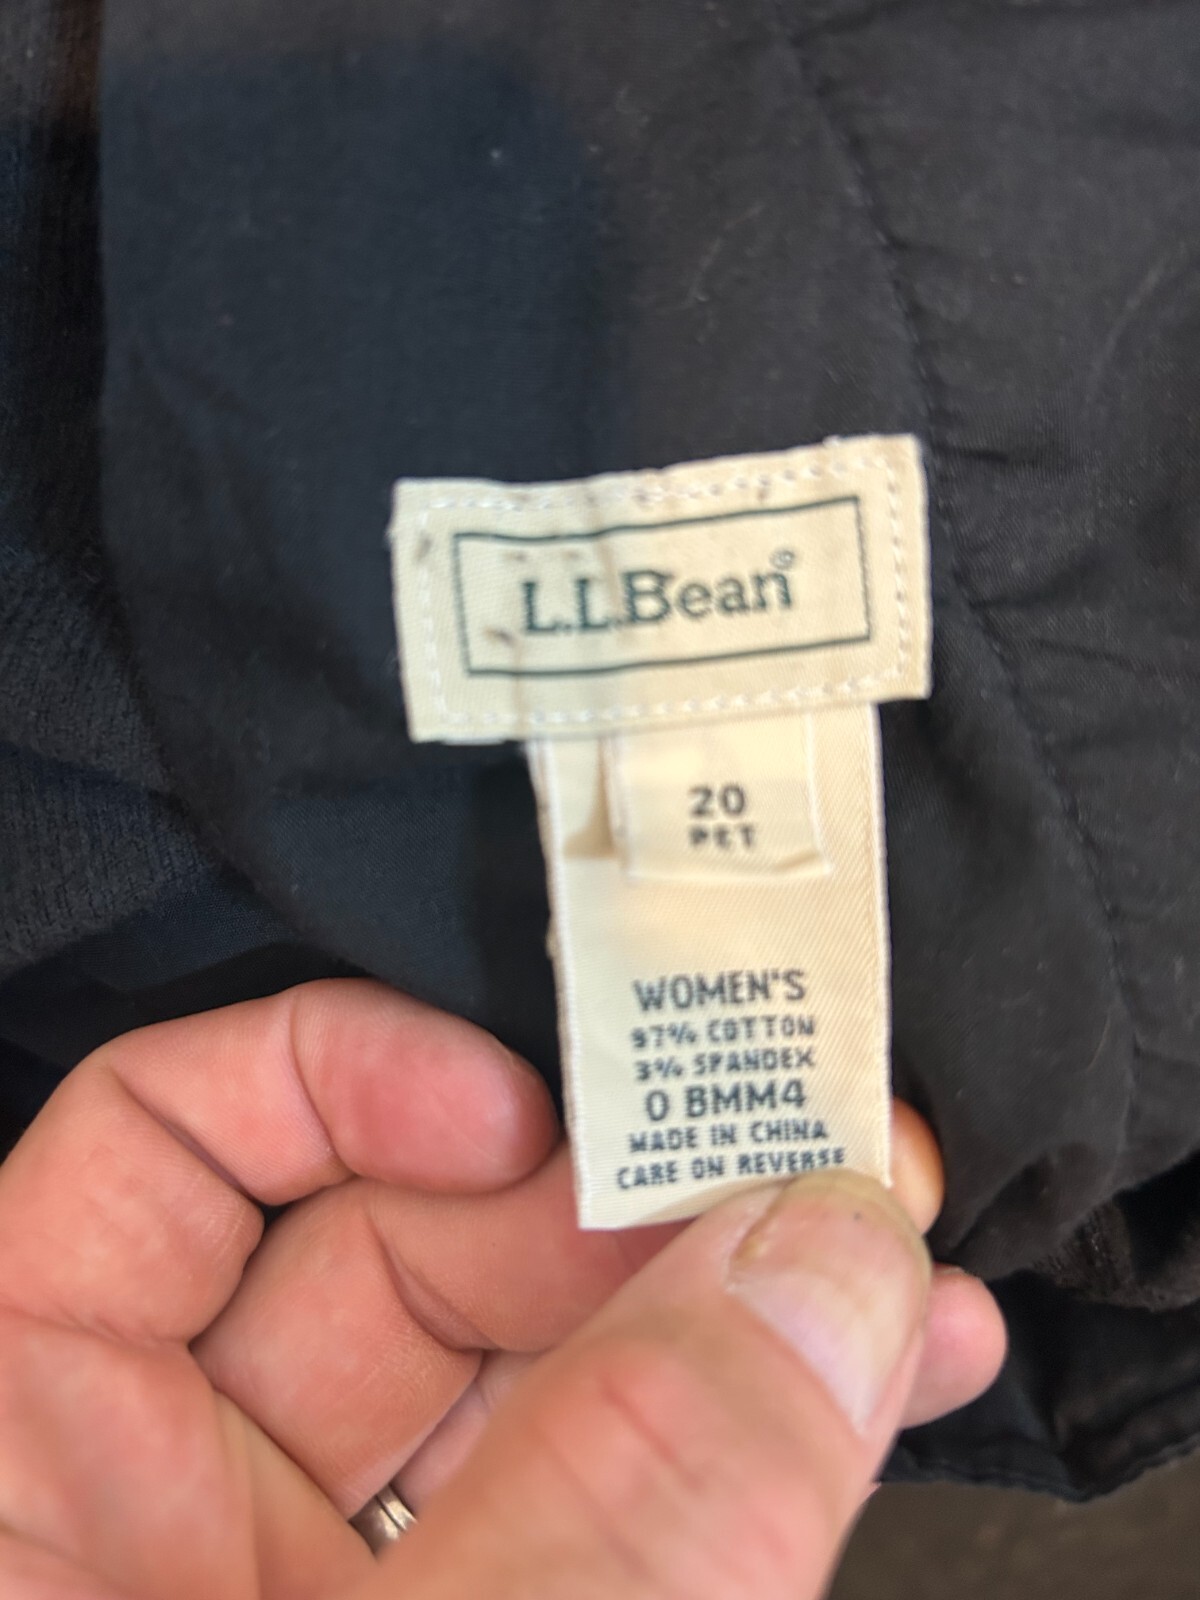 L.L.Bean®
20
PET
WOMEN'S
97% COTTON
3% SPANDEX
0 BMM4
MADE IN CHINA
CARE ON REVERSE